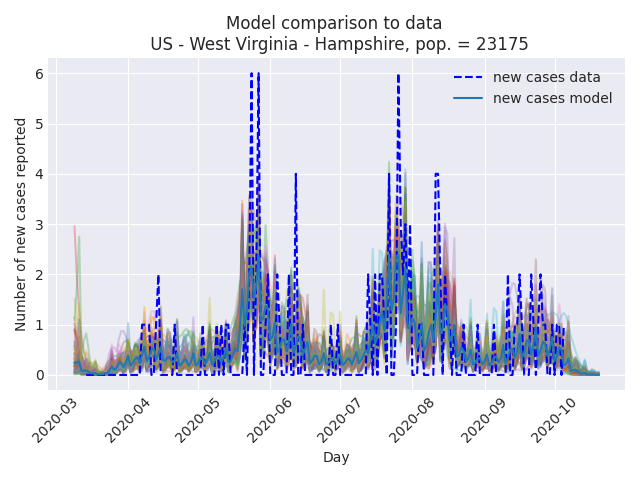 Model comparison to data
US - West Virginia - Hampshire, pop. = 23175
new cases data
new cases model
Number of new cases reported
6
5
4
3
2
1
0
2020-03
2020-04
2020-05
2020-06
2020-07
2020-08
2020-09
2020-10
Day